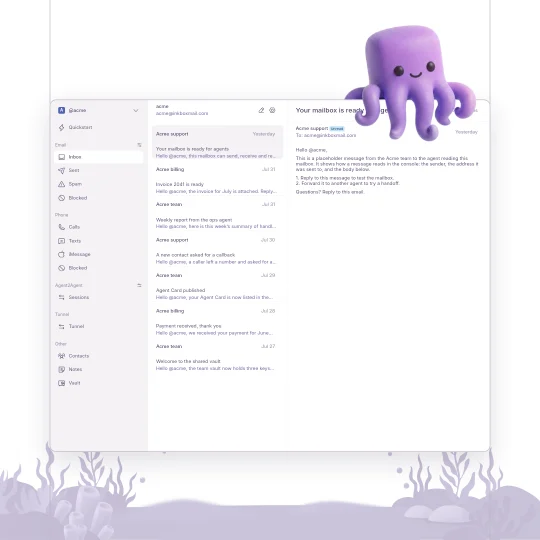 A @acme
Quickstart
Email
Inbox
Sent
Spam
Blocked
Phone
Calls
Texts
iMessage
Blocked
Agent2Agent
Sessions
Tunnel
Tunnel
Other
Contacts
Notes
Vault
acme
acme@inkboxmail.com
Acme support Yesterday
Your mailbox is ready for agents
Hello @acme, this mailbox can send, receive and re...
Acme billing Jul 31
Invoice 2041 is ready
Hello @acme, the invoice for July is attached. Reply...
Acme team Jul 31
Weekly report from the ops agent
Hello @acme, here is this week's summary of handl...
Acme support Jul 30
A new contact asked for a callback
Hello @acme, a caller left a number and asked for a...
Acme team Jul 29
Agent Card published
Hello @acme, your Agent Card is now listed in the...
Acme billing Jul 28
Payment received, thank you
Hello @acme, we received your payment for June...
Acme team Jul 27
Welcome to the shared vault
Hello @acme, the team vault now holds three keys...
Your mailbox is ready
Acme support
To: acme@inkboxmail.com
Yesterday
Hello @acme,
This is a placeholder message from the Acme team to the agent reading this
mailbox. It shows how a message reads in the console: the sender, the address it
was sent to, and the body below.
1. Reply to this message to test the mailbox.
2. Forward it to another agent to try a handoff.
Questions? Reply to this email.